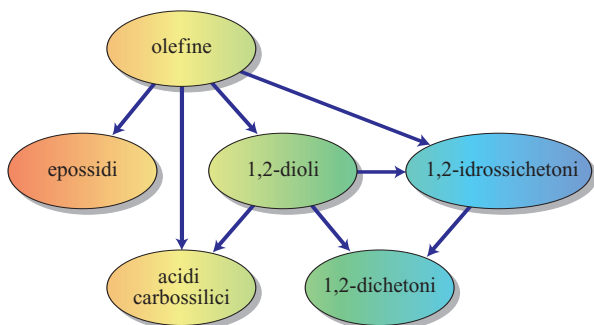 olefine
epossidi
1,2-dioli
1,2-idrossichetoni
acidi
carbossilici
1,2-dichetoni